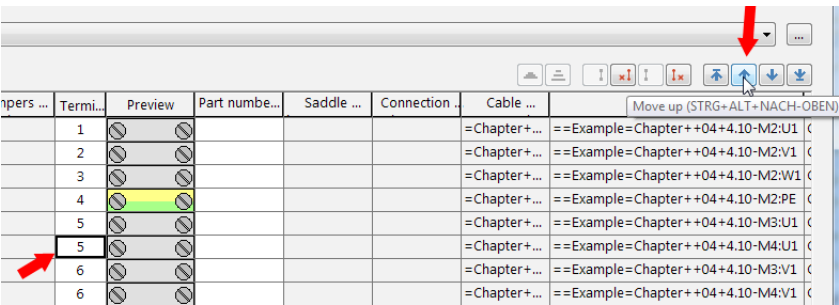 ...
npers ... Termi... Preview Part numbe... Saddle ... Connection .. Cable ...
Move up (STRG+ALT+NACH-OBEN)
1 =Chapter+... ==Example=Chapter++04+4.10-M2:U1
2 =Chapter+... ==Example=Chapter++04+4.10-M2:V1
3 =Chapter+... ==Example=Chapter++04+4.10-M2:W1
4 =Chapter+... ==Example=Chapter++04+4.10-M2:PE
5 =Chapter+... ==Example=Chapter++04+4.10-M3:U1
5 =Chapter+... ==Example=Chapter++04+4.10-M4:U1
6 =Chapter+... ==Example=Chapter++04+4.10-M3:V1
6 =Chapter+... ==Example=Chapter++04+4.10-M4:V1